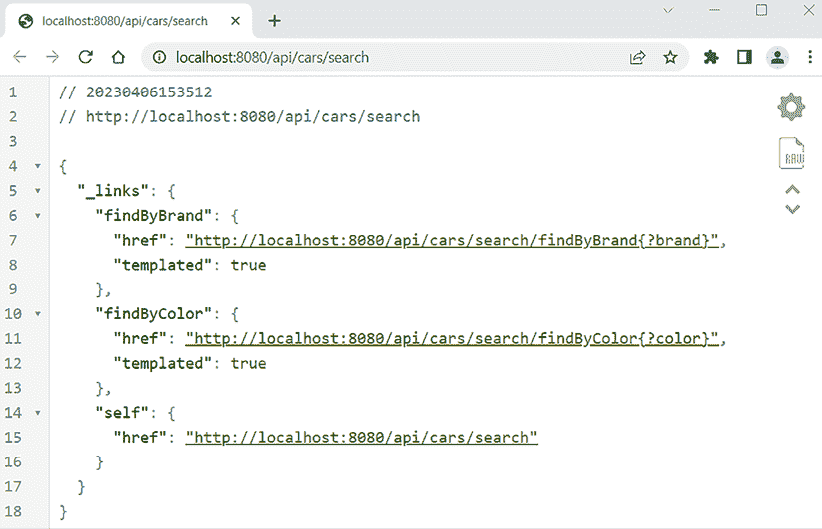 localhost:8080/api/cars/search
localhost:8080/api/cars/search
1 // 20230406153512
2 // http://localhost:8080/api/cars/search
3
4 {
5 "_links": {
6 "findByBrand": {
7 "href": "http://localhost:8080/api/cars/search/findByBrand{?brand}",
8 "templated": true
9 },
10 "findByColor": {
11 "href": "http://localhost:8080/api/cars/search/findByColor{?color}",
12 "templated": true
13 },
14 "self": {
15 "href": "http://localhost:8080/api/cars/search"
16 }
17 }
18 }
RAW